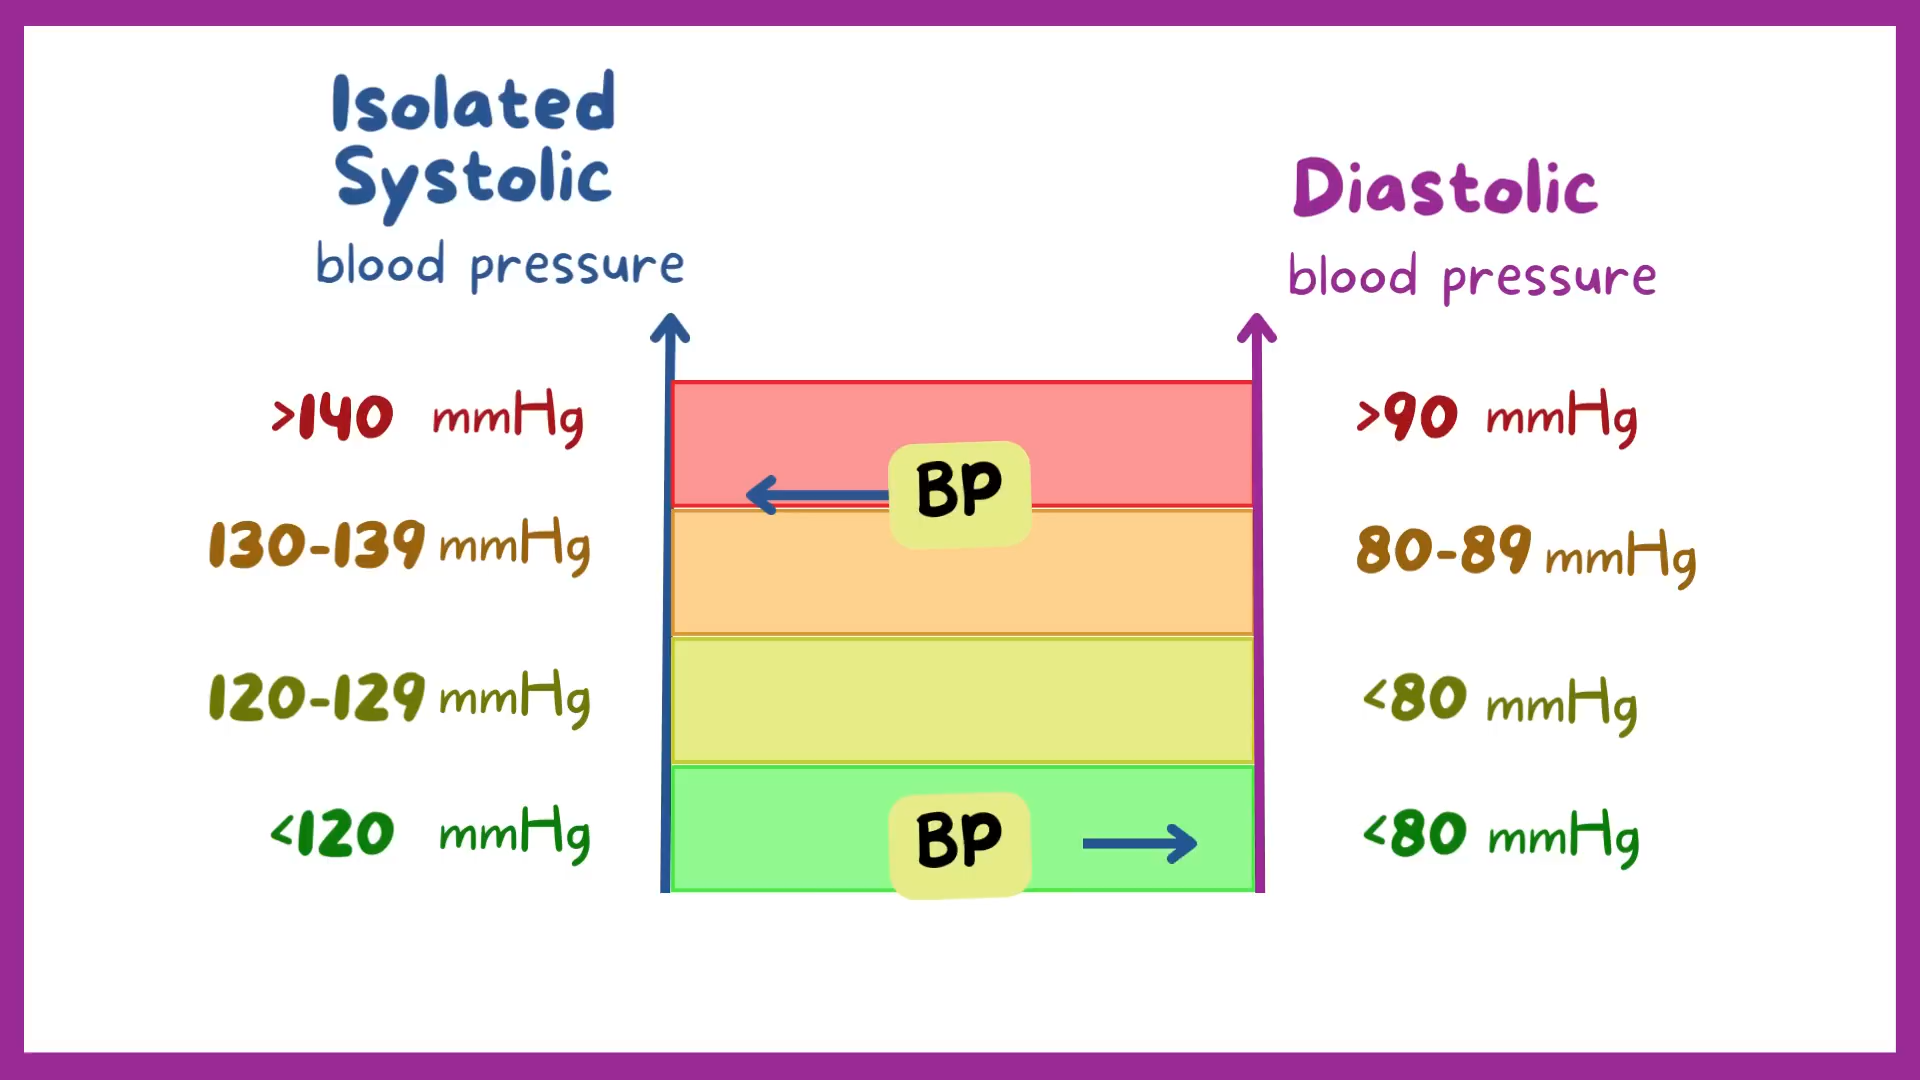 Isolated
Systolic
blood pressure
Diastolic
blood pressure
>140 mmHg
>90 mmHg
BP
130-139 mmHg
80-89 mmHg
120-129 mmHg
<80 mmHg
<120 mmHg
BP
<80 mmHg